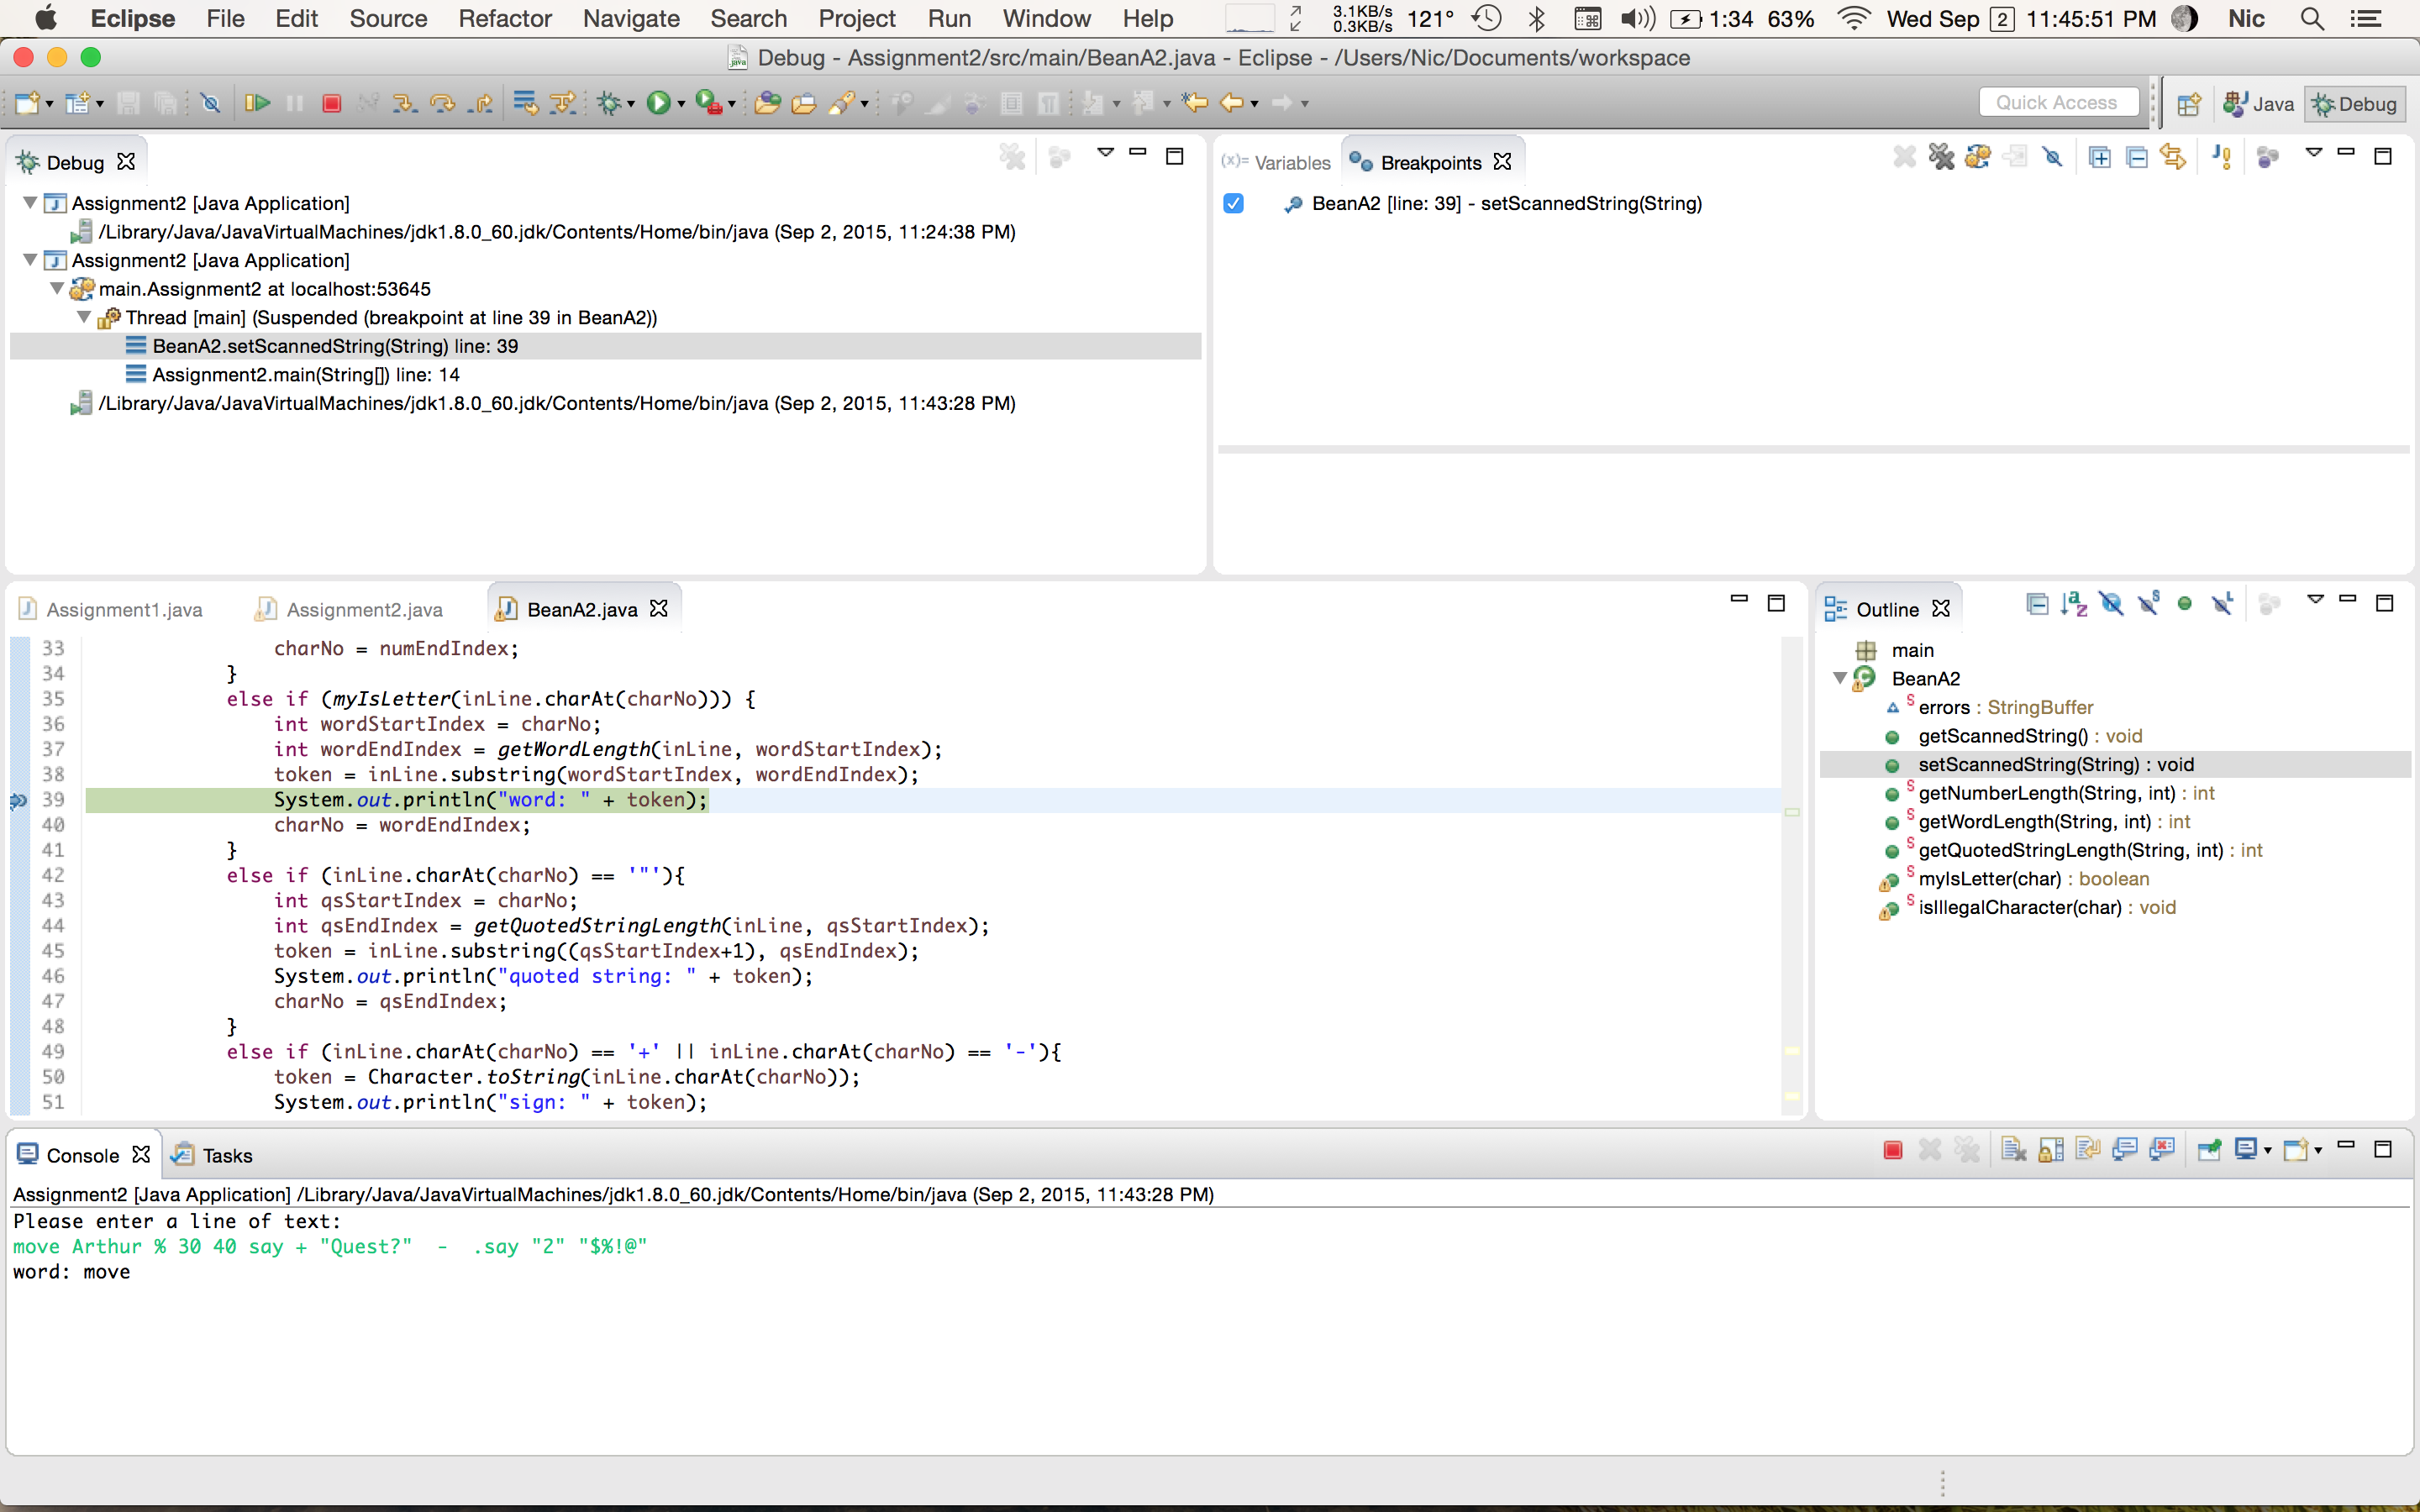 Eclipse File Edit Source Refactor Navigate Search Project Run Window Help 3.1KB/s 0.3KB/s 121° 1:34 63% Wed Sep 2 11:45:51 PM Nic
Debug - Assignment2/src/main/BeanA2.java - Eclipse - /Users/Nic/Documents/workspace
Quick Access Java Debug
Debug
Assignment2 [Java Application]
/Library/Java/JavaVirtualMachines/jdk1.8.0_60.jdk/Contents/Home/bin/java (Sep 2, 2015, 11:24:38 PM)
Assignment2 [Java Application]
main.Assignment2 at localhost:53645
Thread [main] (Suspended (breakpoint at line 39 in BeanA2))
BeanA2.setScannedString(String) line: 39
Assignment2.main(String[]) line: 14
/Library/Java/JavaVirtualMachines/jdk1.8.0_60.jdk/Contents/Home/bin/java (Sep 2, 2015, 11:43:28 PM)
(x)= Variables Breakpoints
BeanA2 [line: 39] - setScannedString(String)
Assignment1.java Assignment2.java BeanA2.java
33 charNo = numEndIndex;
34 }
35 else if (myIsLetter(inLine.charAt(charNo))) {
36 int wordStartIndex = charNo;
37 int wordEndIndex = getWordLength(inLine, wordStartIndex);
38 token = inLine.substring(wordStartIndex, wordEndIndex);
39 System.out.println("word: " + token);
40 charNo = wordEndIndex;
41 }
42 else if (inLine.charAt(charNo) == '"'){
43 int qsStartIndex = charNo;
44 int qsEndIndex = getQuotedStringLength(inLine, qsStartIndex);
45 token = inLine.substring((qsStartIndex+1), qsEndIndex);
46 System.out.println("quoted string: " + token);
47 charNo = qsEndIndex;
48 }
49 else if (inLine.charAt(charNo) == '+' || inLine.charAt(charNo) == '-'){
50 token = Character.toString(inLine.charAt(charNo));
51 System.out.println("sign: " + token);
Outline
main
BeanA2
errors : StringBuffer
getScannedString() : void
setScannedString(String) : void
getNumberLength(String, int) : int
getWordLength(String, int) : int
getQuotedStringLength(String, int) : int
myIsLetter(char) : boolean
isIllegalCharacter(char) : void
Console Tasks
Assignment2 [Java Application] /Library/Java/JavaVirtualMachines/jdk1.8.0_60.jdk/Contents/Home/bin/java (Sep 2, 2015, 11:43:28 PM)
Please enter a line of text:
move Arthur % 30 40 say + "Quest?"  -  .say "2" "$%!@"
word: move